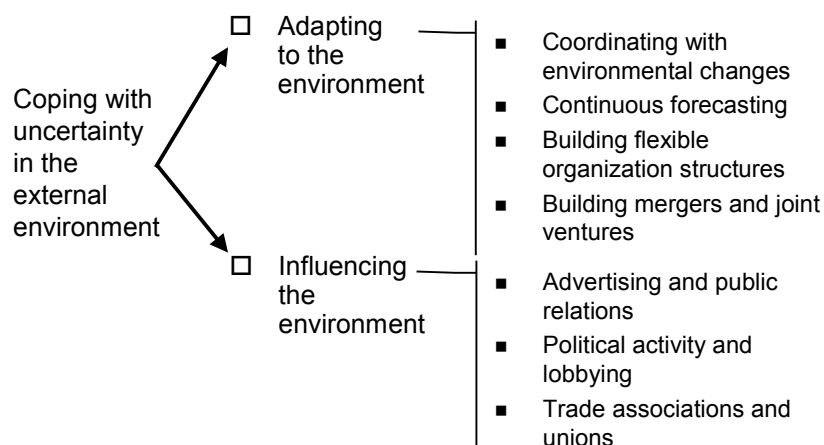 Coping with
uncertainty
in the
external
environment
☐ Adapting
to the
environment
■ Coordinating with
environmental changes
■ Continuous forecasting
■ Building flexible
organization structures
■ Building mergers and joint
ventures
☐ Influencing
the
environment
■ Advertising and public
relations
■ Political activity and
lobbying
■ Trade associations and
unions